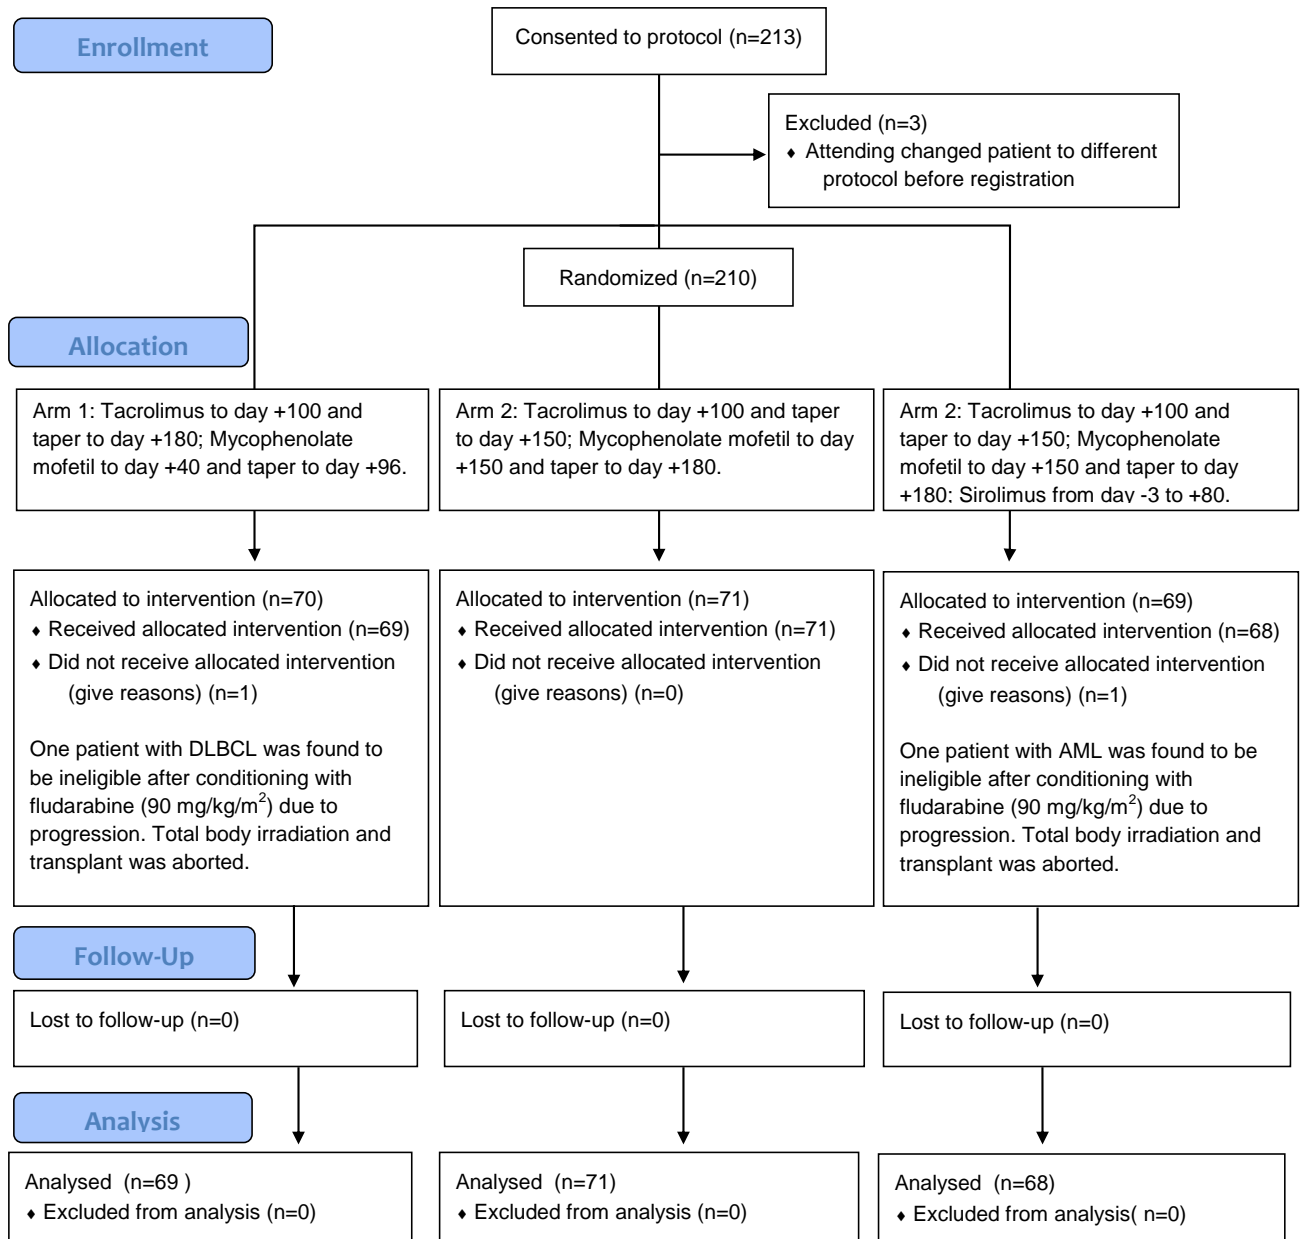 Enrollment
Consented to protocol (n=213)
Excluded (n=3)
♦ Attending changed patient to different
protocol before registration
Randomized (n=210)
Allocation
Arm 1: Tacrolimus to day +100 and
taper to day +180; Mycophenolate
mofetil to day +40 and taper to day +96.
Arm 2: Tacrolimus to day +100 and taper
to day +150; Mycophenolate mofetil to day
+150 and taper to day +180.
Arm 2: Tacrolimus to day +100 and
taper to day +150; Mycophenolate
mofetil to day +150 and taper to day
+180; Sirolimus from day -3 to +80.
Allocated to intervention (n=70)
♦ Received allocated intervention (n=69)
♦ Did not receive allocated intervention
(give reasons) (n=1)
One patient with DLBCL was found to
be ineligible after conditioning with
fludarabine (90 mg/kg/m²) due to
progression. Total body irradiation and
transplant was aborted.
Allocated to intervention (n=71)
♦ Received allocated intervention (n=71)
♦ Did not receive allocated intervention
(give reasons) (n=0)
Allocated to intervention (n=69)
♦ Received allocated intervention (n=68)
♦ Did not receive allocated intervention
(give reasons) (n=1)
One patient with AML was found to be
ineligible after conditioning with
fludarabine (90 mg/kg/m²) due to
progression. Total body irradiation and
transplant was aborted.
Follow-Up
Lost to follow-up (n=0)
Lost to follow-up (n=0)
Lost to follow-up (n=0)
Analysis
Analysed (n=69 )
♦ Excluded from analysis (n=0)
Analysed (n=71)
♦ Excluded from analysis (n=0)
Analysed (n=68)
♦ Excluded from analysis( n=0)